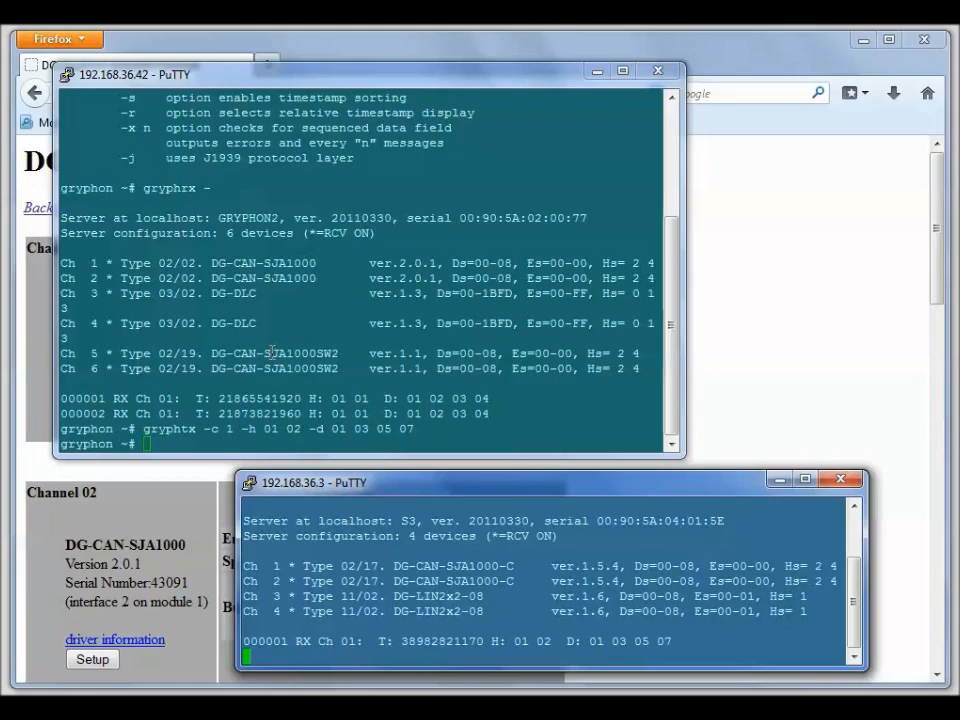 Firefox
DG
google
Mo
DG
Back
Cha
192.168.36.42 - PuTTY
-s option enables timestamp sorting
-r option selects relative timestamp display
-x n option checks for sequenced data field
outputs errors and every "n" messages
-j uses J1939 protocol layer
gryphon ~# gryphrx -
Server at localhost: GRYPHON2, ver. 20110330, serial 00:90:5A:02:00:77
Server configuration: 6 devices (*=RCV ON)
Ch 1 * Type 02/02. DG-CAN-SJA1000 ver.2.0.1, Ds=00-08, Es=00-00, Hs= 2 4
Ch 2 * Type 02/02. DG-CAN-SJA1000 ver.2.0.1, Ds=00-08, Es=00-00, Hs= 2 4
Ch 3 * Type 03/02. DG-DLC ver.1.3, Ds=00-1BFD, Es=00-FF, Hs= 0 1
3
Ch 4 * Type 03/02. DG-DLC ver.1.3, Ds=00-1BFD, Es=00-FF, Hs= 0 1
3
Ch 5 * Type 02/19. DG-CAN-SJA1000SW2 ver.1.1, Ds=00-08, Es=00-00, Hs= 2 4
Ch 6 * Type 02/19. DG-CAN-SJA1000SW2 ver.1.1, Ds=00-08, Es=00-00, Hs= 2 4
000001 RX Ch 01: T: 21865541920 H: 01 01 D: 01 02 03 04
000002 RX Ch 01: T: 21873821960 H: 01 01 D: 01 02 03 04
gryphon ~# gryphtx -c 1 -h 01 02 -d 01 03 05 07
gryphon ~#
Channel 02
DG-CAN-SJA1000
Version 2.0.1
Serial Number:43091
(interface 2 on module 1)
driver information
Setup
192.168.36.3 - PuTTY
Server at localhost: S3, ver. 20110330, serial 00:90:5A:04:01:5E
Server configuration: 4 devices (*=RCV ON)
Ch 1 * Type 02/17. DG-CAN-SJA1000-C ver.1.5.4, Ds=00-08, Es=00-00, Hs= 2 4
Ch 2 * Type 02/17. DG-CAN-SJA1000-C ver.1.5.4, Ds=00-08, Es=00-00, Hs= 2 4
Ch 3 * Type 11/02. DG-LIN2x2-08 ver.1.6, Ds=00-08, Es=00-01, Hs= 1
Ch 4 * Type 11/02. DG-LIN2x2-08 ver.1.6, Ds=00-08, Es=00-01, Hs= 1
000001 RX Ch 01: T: 38982821170 H: 01 02 D: 01 03 05 07